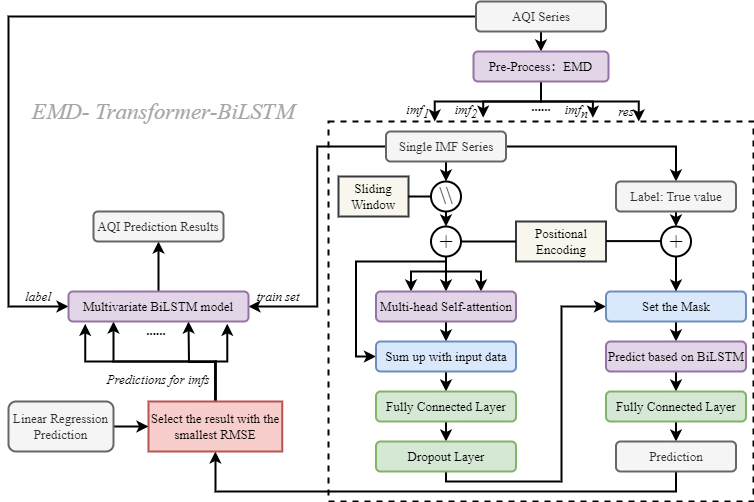 AQI Series
Pre-Process: EMD
EMD- Transformer-BiLSTM
imf1
imf2
......
imfn
res
Single IMF Series
Sliding
Window
\\
Label: True value
+
Positional
Encoding
+
AQI Prediction Results
label
Multivariate BiLSTM model
train set
......
Multi-head Self-attention
Set the Mask
Sum up with input data
Predict based on BiLSTM
Predictions for imfs
Fully Connected Layer
Fully Connected Layer
Linear Regression
Prediction
Select the result with the
smallest RMSE
Dropout Layer
Prediction